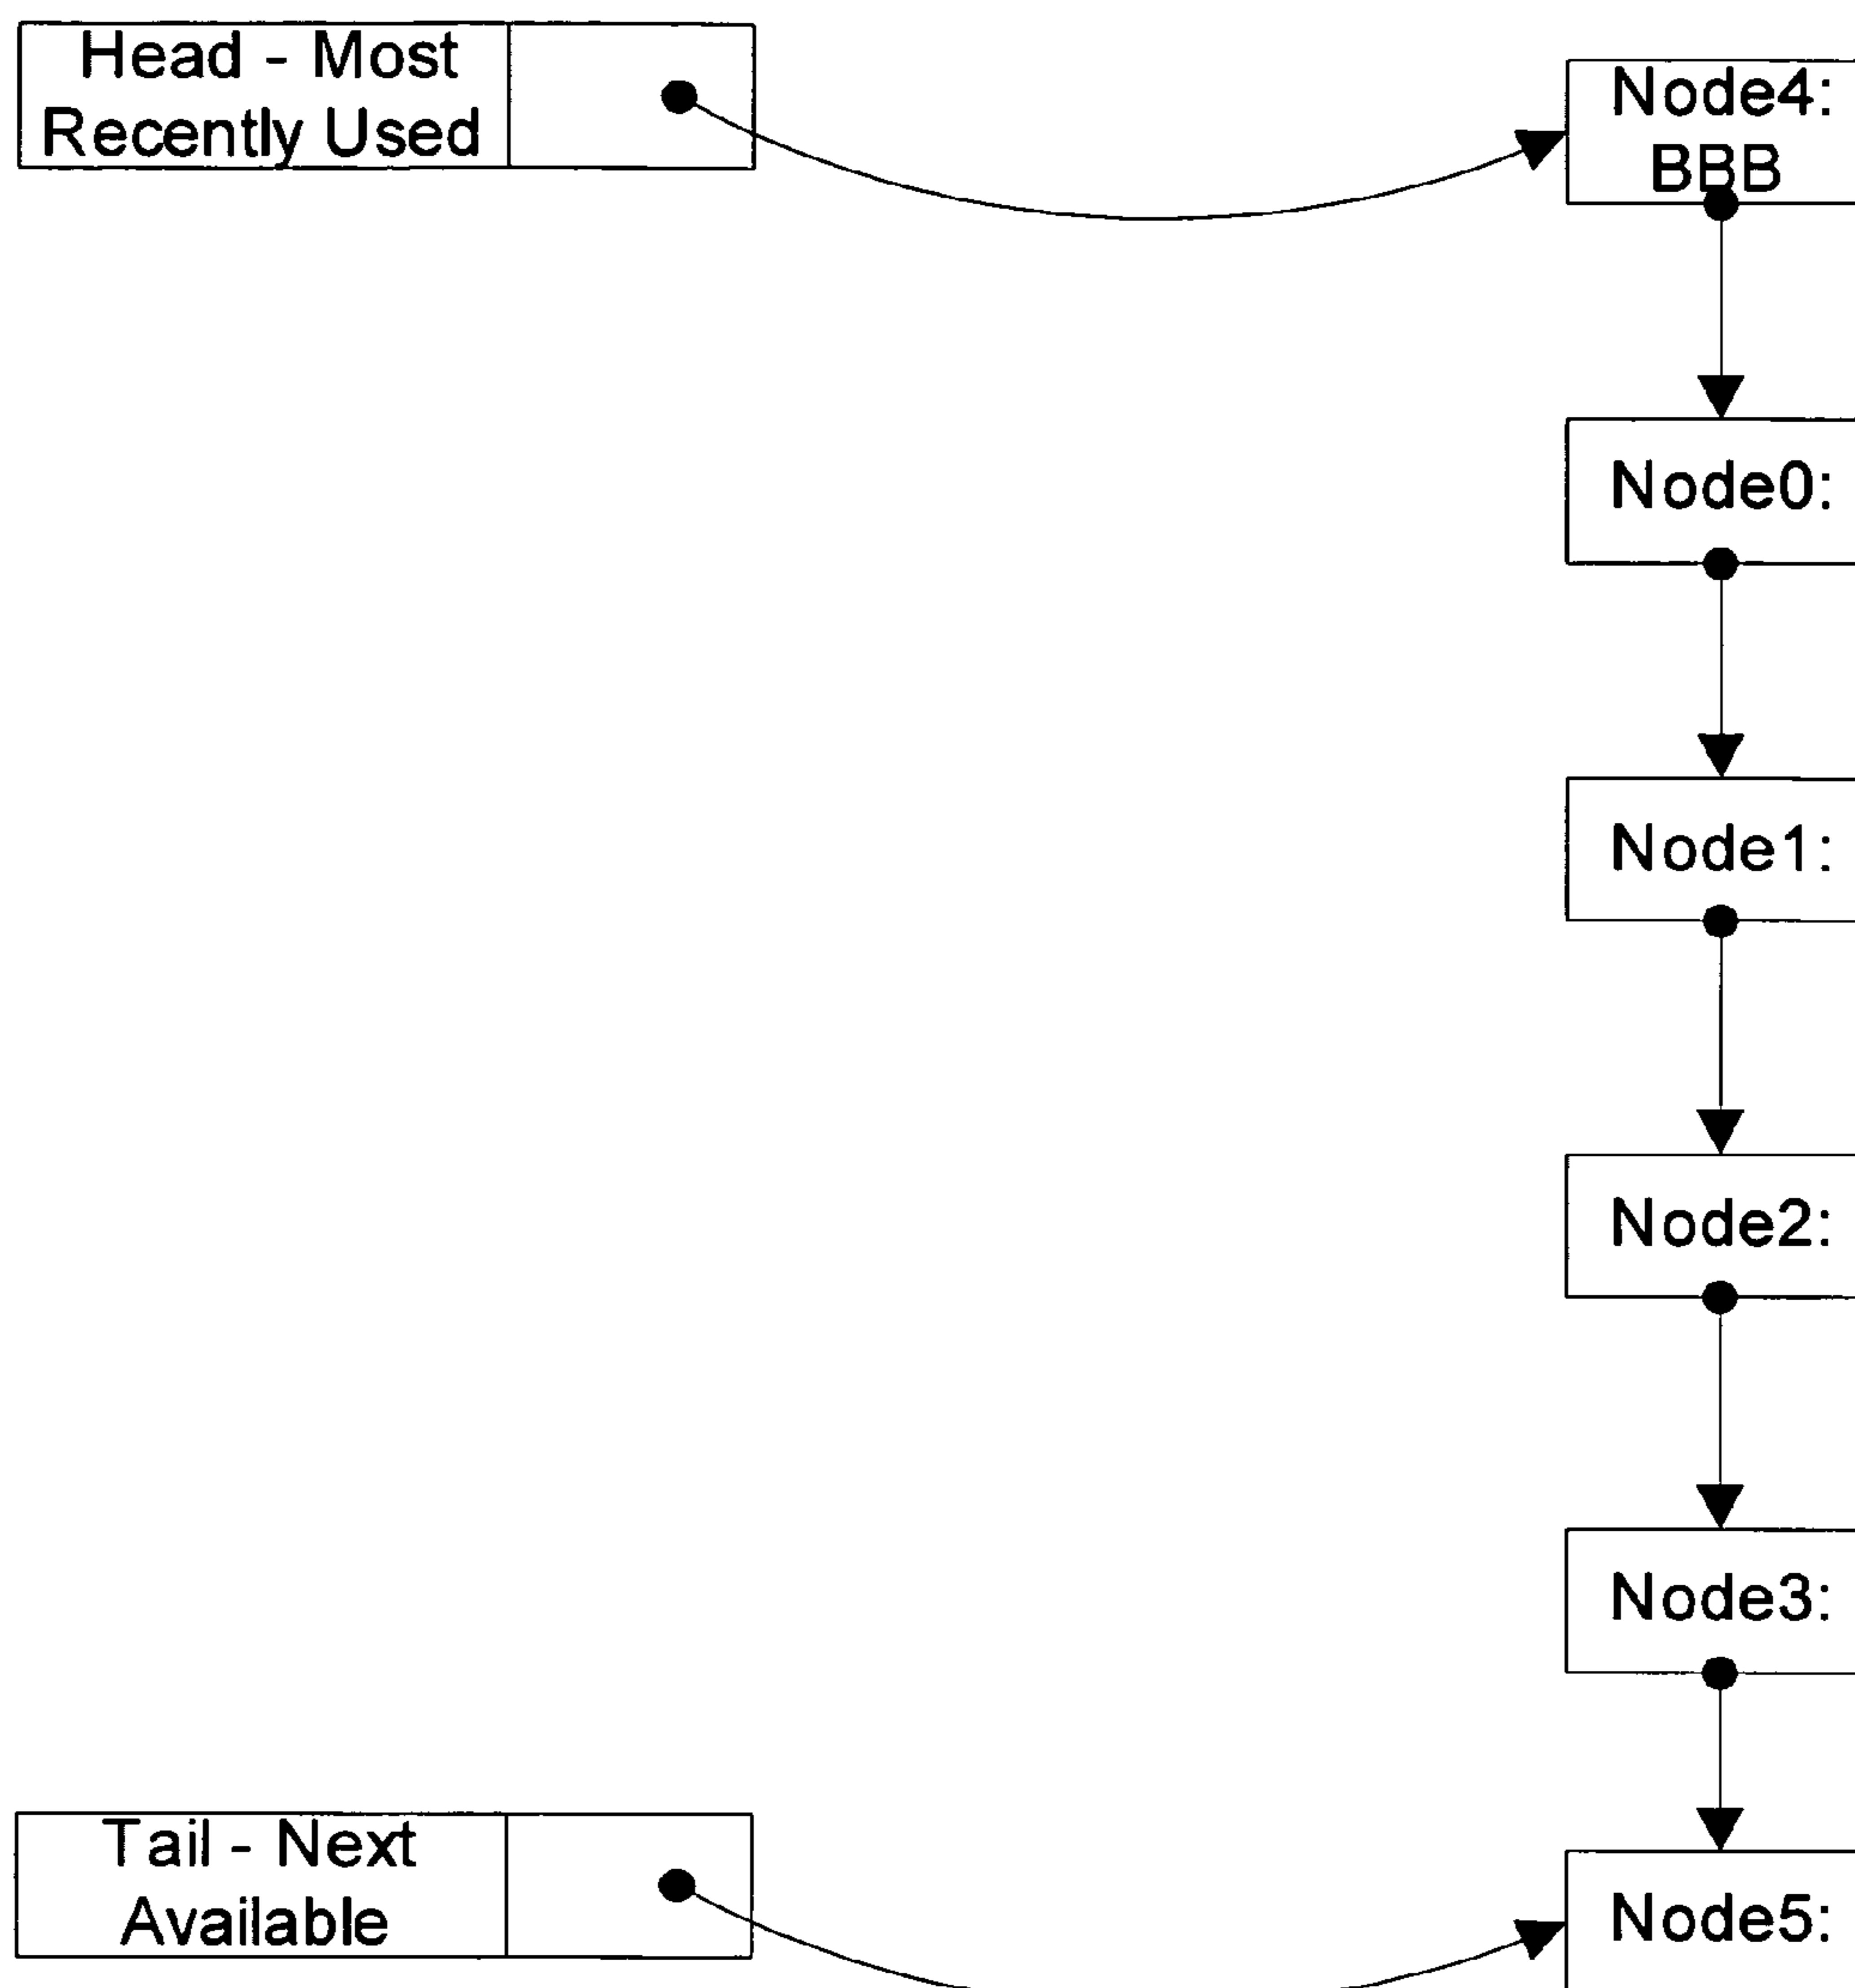 Head - Most
Recently Used
Node4:
BBB
Node0:
Node1:
Node2:
Node3:
Tail - Next
Available
Node5: